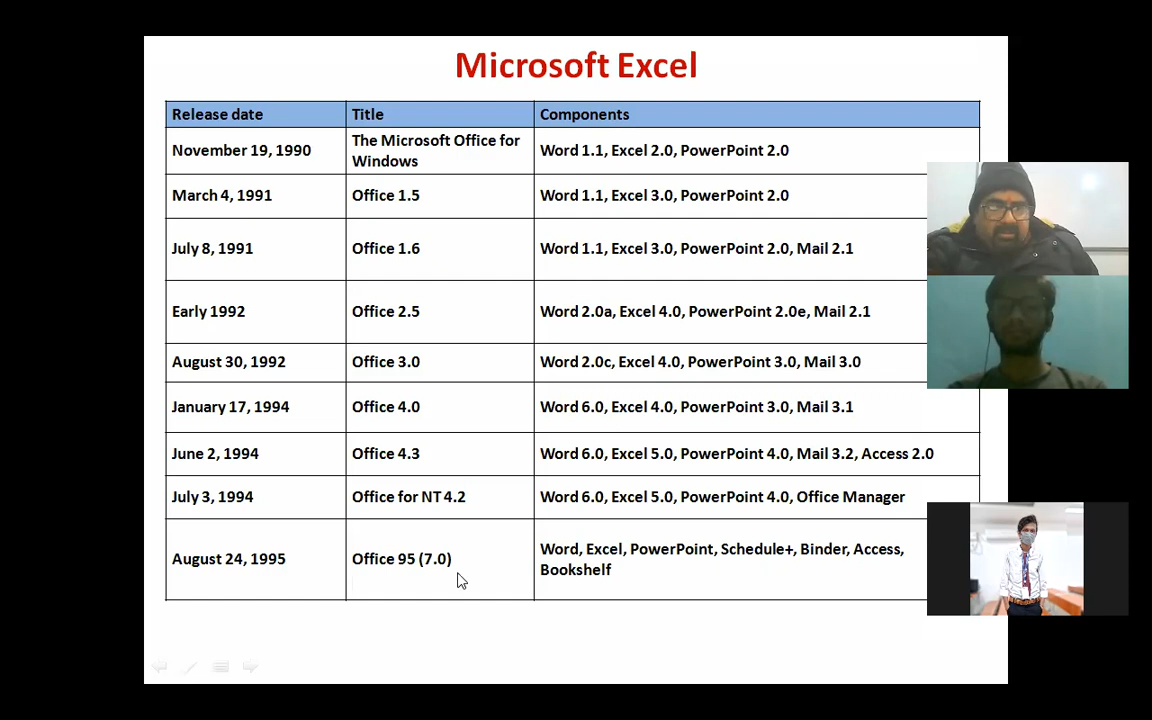 Microsoft Excel
Release date Title Components
November 19, 1990 The Microsoft Office for Windows Word 1.1, Excel 2.0, PowerPoint 2.0
March 4, 1991 Office 1.5 Word 1.1, Excel 3.0, PowerPoint 2.0
July 8, 1991 Office 1.6 Word 1.1, Excel 3.0, PowerPoint 2.0, Mail 2.1
Early 1992 Office 2.5 Word 2.0a, Excel 4.0, PowerPoint 2.0e, Mail 2.1
August 30, 1992 Office 3.0 Word 2.0c, Excel 4.0, PowerPoint 3.0, Mail 3.0
January 17, 1994 Office 4.0 Word 6.0, Excel 4.0, PowerPoint 3.0, Mail 3.1
June 2, 1994 Office 4.3 Word 6.0, Excel 5.0, PowerPoint 4.0, Mail 3.2, Access 2.0
July 3, 1994 Office for NT 4.2 Word 6.0, Excel 5.0, PowerPoint 4.0, Office Manager
August 24, 1995 Office 95 (7.0) Word, Excel, PowerPoint, Schedule+, Binder, Access,
Bookshelf